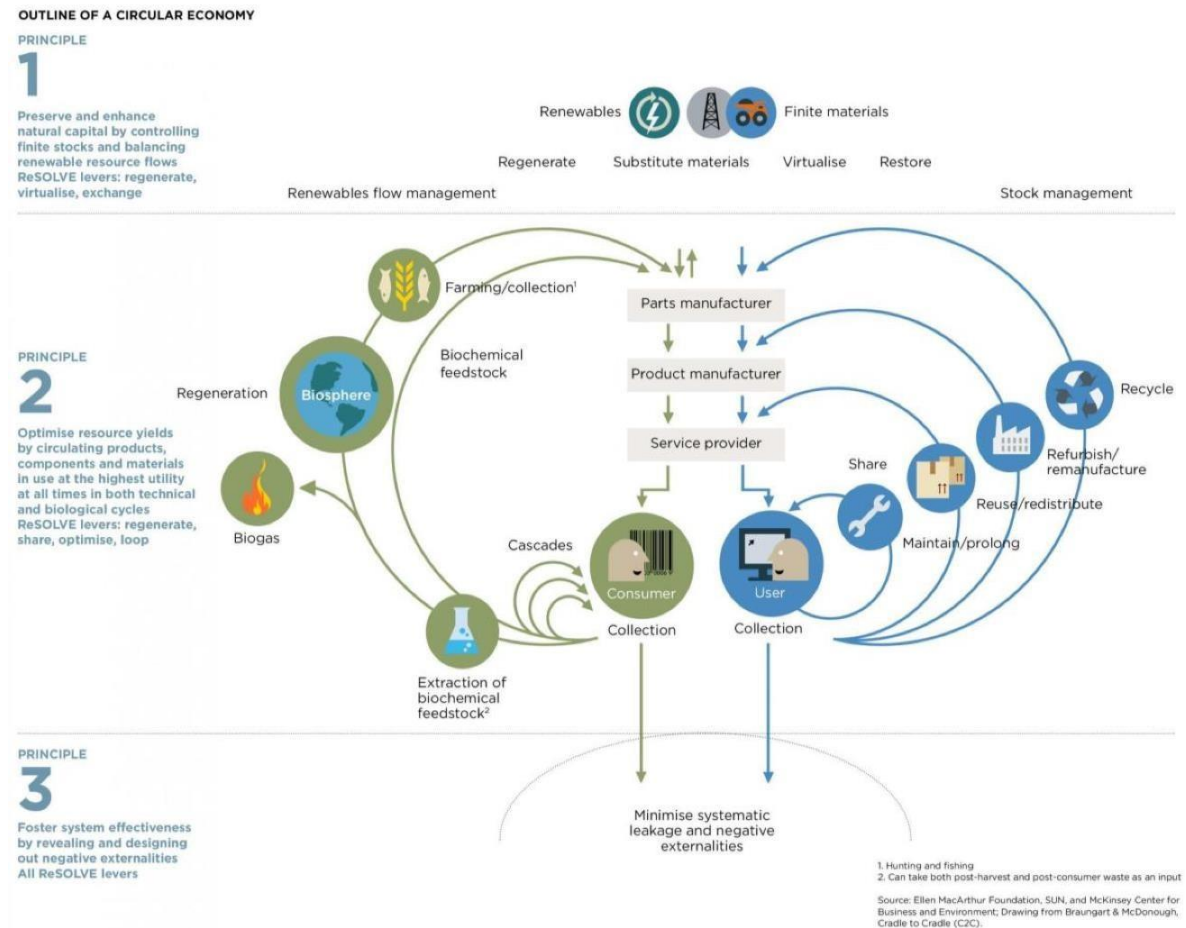 OUTLINE OF A CIRCULAR ECONOMY
PRINCIPLE
1
Preserve and enhance
natural capital by controlling
finite stocks and balancing
renewable resource flows
ReSOLVE levers: regenerate,
virtualise, exchange
Renewables
Finite materials
Regenerate
Substitute materials
Virtualise
Restore
Renewables flow management
Stock management
PRINCIPLE
2
Optimise resource yields
by circulating products,
components and materials
in use at the highest utility
at all times in both technical
and biological cycles
ReSOLVE levers: regenerate,
share, optimise, loop
Farming/collection¹
Parts manufacturer
Biochemical
feedstock
Product manufacturer
Regeneration
Biosphere
Recycle
Service provider
Refurbish/
remanufacture
Share
Reuse/redistribute
Biogas
Cascades
Maintain/prolong
Consumer
User
Collection
Collection
Extraction of
biochemical
feedstock²
PRINCIPLE
3
Foster system effectiveness
by revealing and designing
out negative externalities
All ReSOLVE levers
Minimise systematic
leakage and negative
externalities
1. Hunting and fishing
2. Can take both post-harvest and post-consumer waste as an input
Source: Ellen MacArthur Foundation, SUN, and McKinsey Center for
Business and Environment; Drawing from Braungart & McDonough,
Cradle to Cradle (C2C).